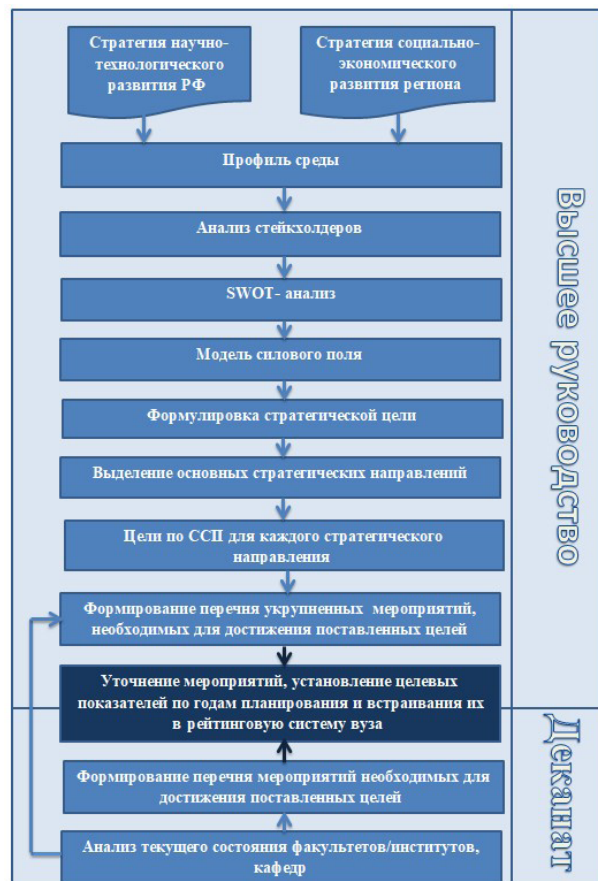 Стратегия научно-
технологического
развития РФ
Стратегия социально-
экономического
развития региона
Профиль среды
Анализ стейкхолдеров
SWOT- анализ
Модель силового поля
Формулировка стратегической цели
Выделение основных стратегических направлений
Цели по ССП для каждого стратегического
направления
Формирование перечня укрупненных мероприятий,
необходимых для достижения поставленных целей
Уточнение мероприятий, установление целевых
показателей по годам планирования и встраивания их
в рейтинговую систему вуза
Формирование перечня мероприятий необходимых для
достижения поставленных целей
Анализ текущего состояния факультетов/институтов,
кафедр
Высшее руководство
Деканат